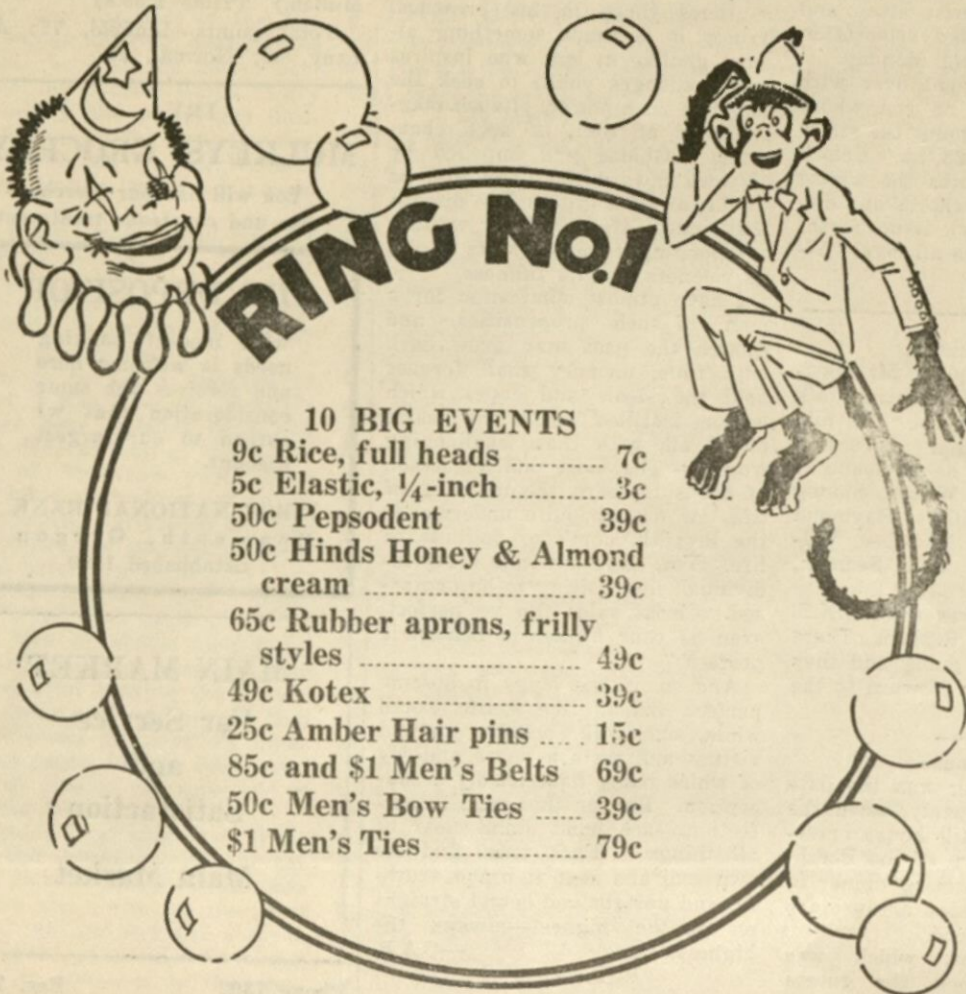 RING No.1
10 BIG EVENTS
9c Rice, full heads .......... 7c
5c Elastic, ¼-inch .......... 3c
50c Pepsodent 39c
50c Hinds Honey & Almond
cream .......... 39c
65c Rubber aprons, frilly
styles .......... 49c
49c Kotex .......... 39c
25c Amber Hair pins .......... 15c
85c and $1 Men's Belts 69c
50c Men's Bow Ties .......... 39c
$1 Men's Ties .......... 79c